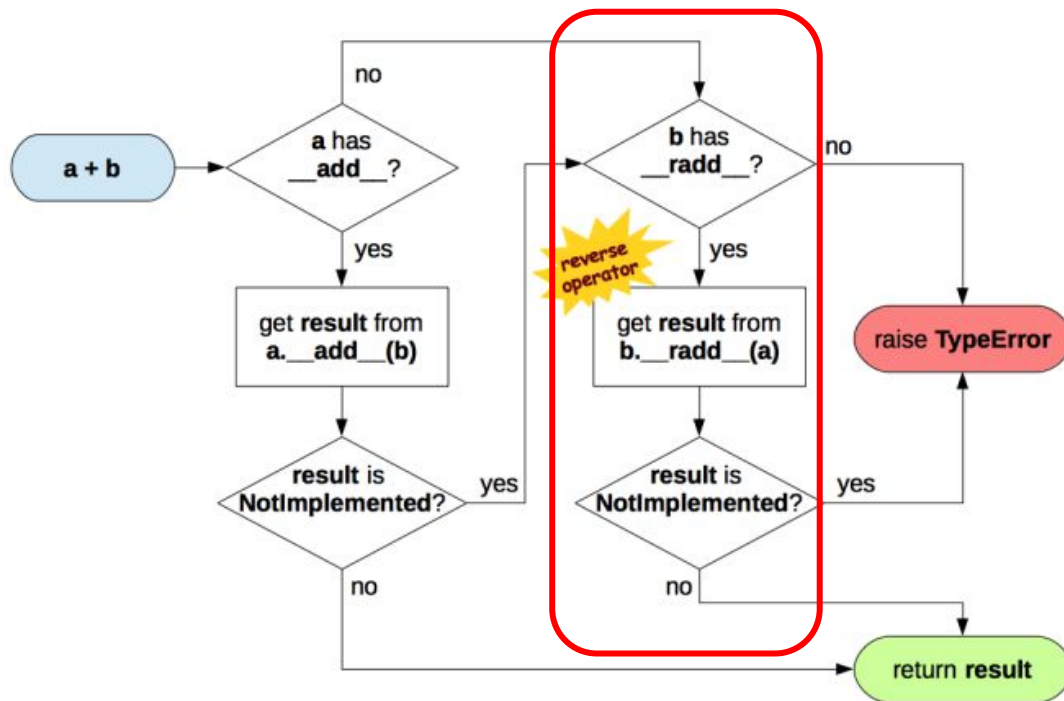 no
a has
__add__?
b has
__radd__?
no
a + b
yes
yes
reverse
operator
get result from
a.__add__(b)
get result from
b.__radd__(a)
raise TypeError
result is
NotImplemented?
yes
result is
NotImplemented?
yes
no
no
return result